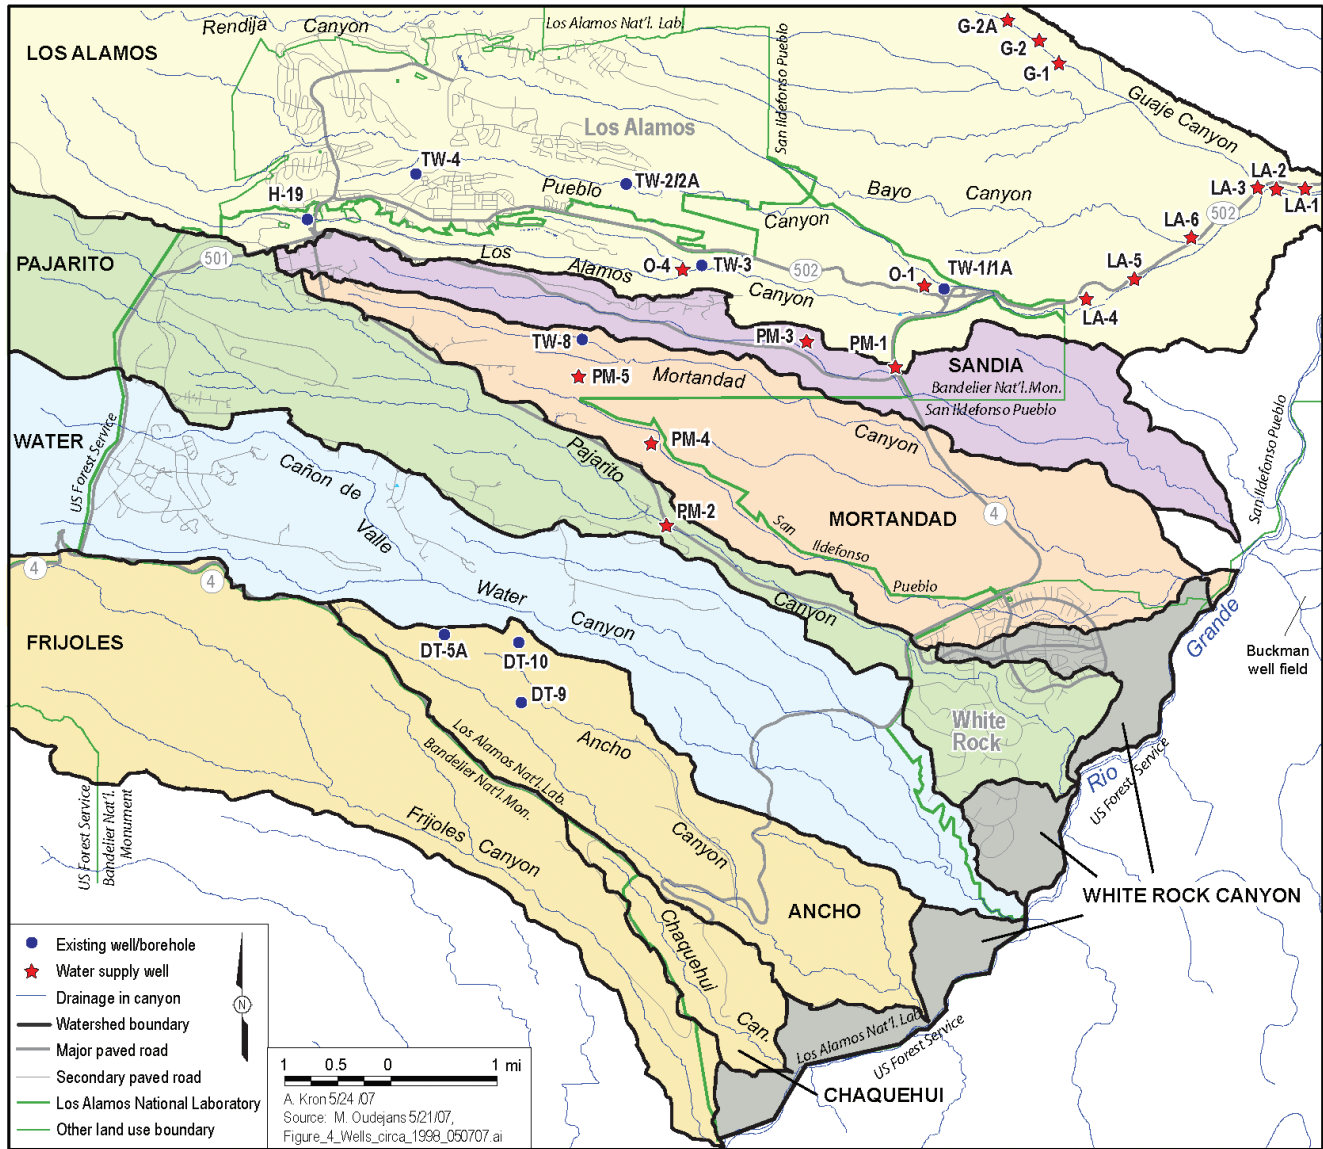 Los Alamos Nat'l. Lab.
Rendija Canyon
LOS ALAMOS
G-2A
G-2
G-1
San Ildefonso Pueblo
Guaje Canyon
Los Alamos
TW-4
TW-2/2A
H-19
Pueblo
Canyon
Bayo Canyon
LA-2
LA-3
LA-1
502
LA-6
PAJARITO
501
Los Alamos
Canyon
O-4
TW-3
502
O-1
TW-1/1A
LA-5
LA-4
TW-8
PM-3
PM-1
SANDIA
PM-5
Mortandad
Canyon
Bandelier Nat'l. Mon.
San Ildefonso Pueblo
WATER
US Forest Service
PM-4
Pajarito
Canyon
Cañon de
Valle
San Ildefonso Pueblo
PM-2
MORTANDAD
4
San
Ildefonso
Pueblo
4
4
Water
Canyon
Rio
Grande
Buckman
well field
FRIJOLES
DT-5A
DT-10
DT-9
White
Rock
Ancho
Canyon
Los Alamos Nat'l. Lab.
Bandelier Nat'l. Mon.
US Forest Service
US Forest Service
Bandelier Nat'l.
Monument
Frijoles Canyon
WHITE ROCK CANYON
ANCHO
Chaquehui
Can.
Los Alamos Nat'l. Lab.
US Forest Service
CHAQUEHUI
Existing well/borehole
Water supply well
Drainage in canyon
Watershed boundary
Major paved road
Secondary paved road
Los Alamos National Laboratory
Other land use boundary
N
1 0.5 0 1 mi
A. Kron 5/24 /07
Source: M. Oudejans 5/21/07,
Figure_4_Wells_circa_1998_050707.ai